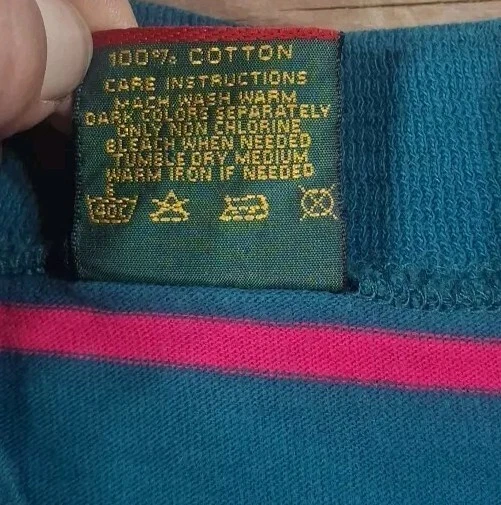 100% COTTON
CARE INSTRUCTIONS
MACH WASH WARM
DARK COLORS SEPARATELY
ONLY NON CHLORINE
BLEACH WHEN NEEDED
TUMBLE DRY MEDIUM
WARM IRON IF NEEDED
40C